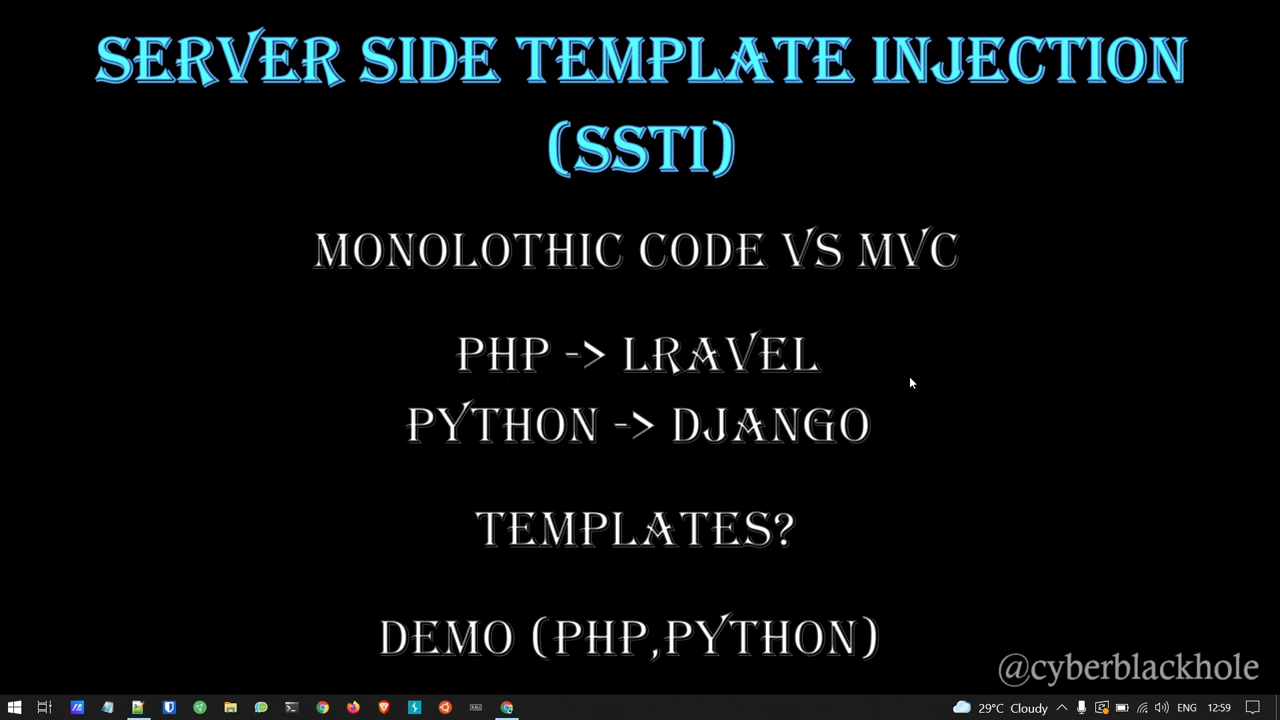 SERVER SIDE TEMPLATE INJECTION
(SSTI)
MONOLOTHIC CODE VS MVC
PHP -> LRAVEL
PYTHON -> DJANGO
TEMPLATES?
DEMO (PHP,PYTHON)
@cyberblackhole
29°C Cloudy ENG 12:59